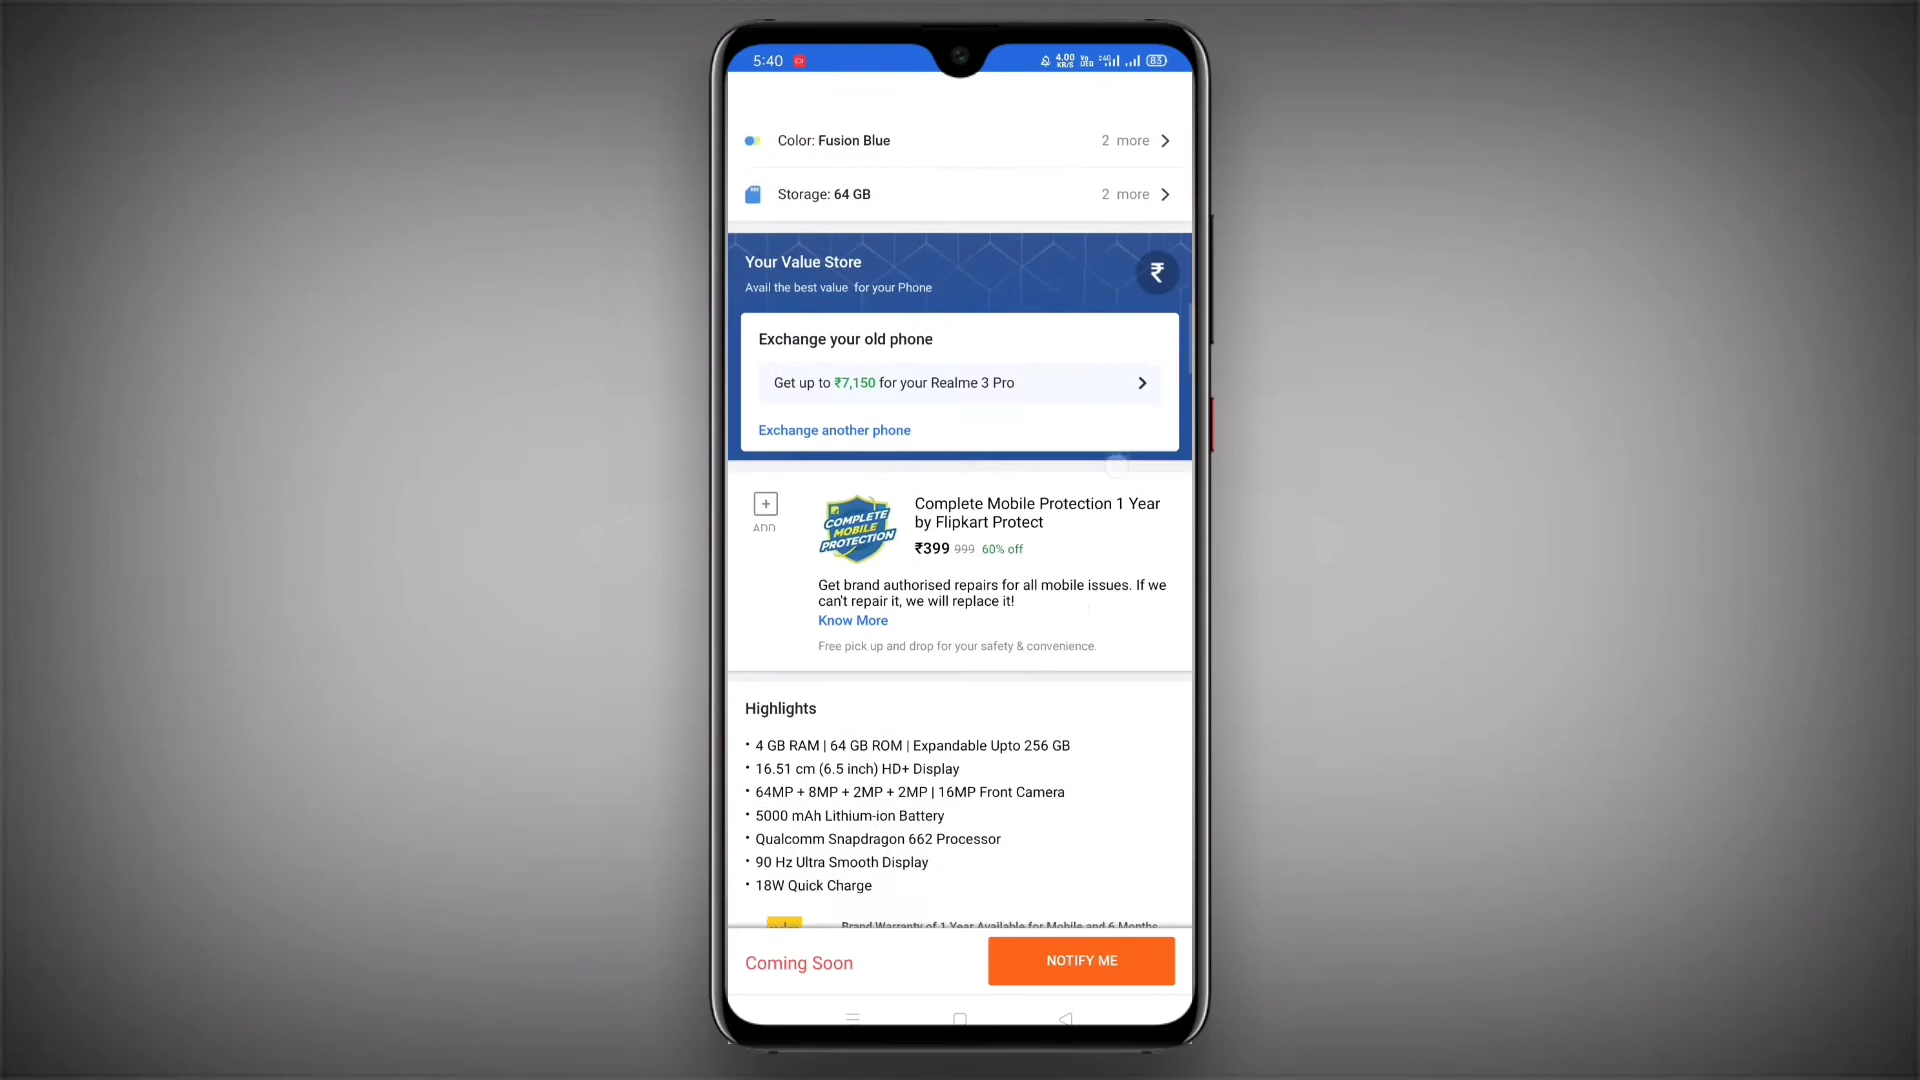 5:40
4.00
KB/S
83
Color: Fusion Blue
2 more
Storage: 64 GB
2 more
Your Value Store
₹
Avail the best value for your Phone
Exchange your old phone
Get up to ₹7,150 for your Realme 3 Pro
Exchange another phone
ADD
COMPLETE
MOBILE
PROTECTION
Complete Mobile Protection 1 Year
by Flipkart Protect
₹399 999 60% off
Get brand authorised repairs for all mobile issues. If we
can't repair it, we will replace it!
Know More
Free pick up and drop for your safety & convenience.
Highlights
• 4 GB RAM | 64 GB ROM | Expandable Upto 256 GB
• 16.51 cm (6.5 inch) HD+ Display
• 64MP + 8MP + 2MP + 2MP | 16MP Front Camera
• 5000 mAh Lithium-ion Battery
• Qualcomm Snapdragon 662 Processor
• 90 Hz Ultra Smooth Display
• 18W Quick Charge
Brand Warranty of 1 Year Available for Mobile and 6 Months
Coming Soon
NOTIFY ME